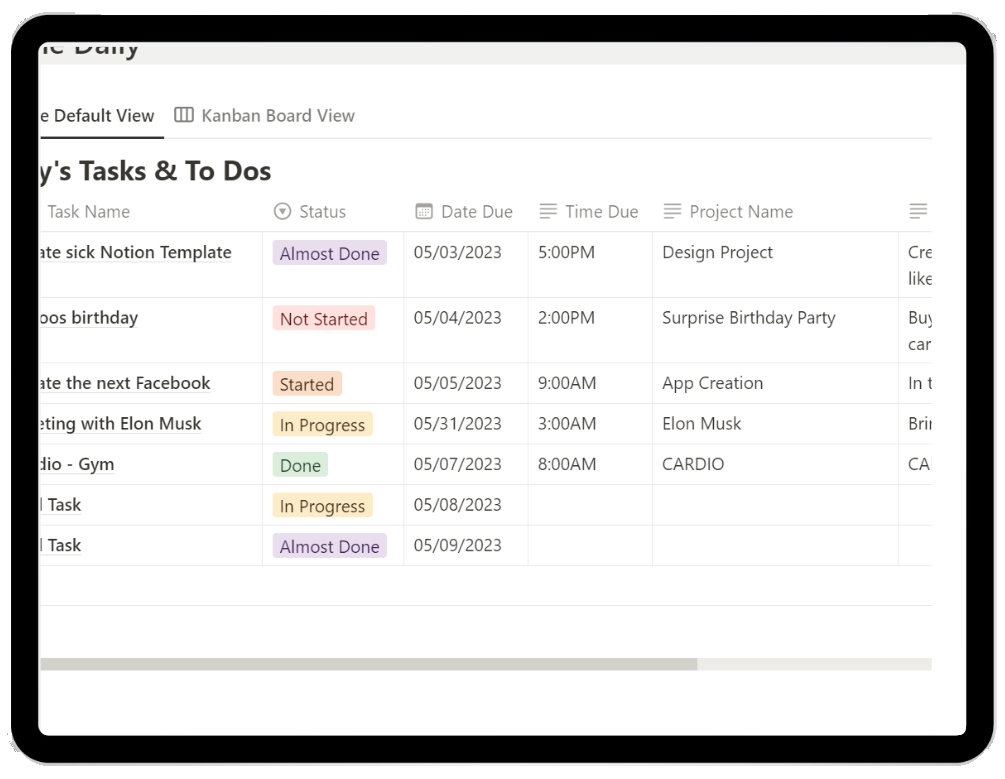 Daily
e Default View Kanban Board View
y's Tasks & To Dos
Task Name Status Date Due Time Due Project Name
ate sick Notion Template Almost Done 05/03/2023 5:00PM Design Project Cre
like
oos birthday Not Started 05/04/2023 2:00PM Surprise Birthday Party Buy
car
ate the next Facebook Started 05/05/2023 9:00AM App Creation In t
eting with Elon Musk In Progress 05/31/2023 3:00AM Elon Musk Brin
dio - Gym Done 05/07/2023 8:00AM CARDIO CA
l Task In Progress 05/08/2023
l Task Almost Done 05/09/2023